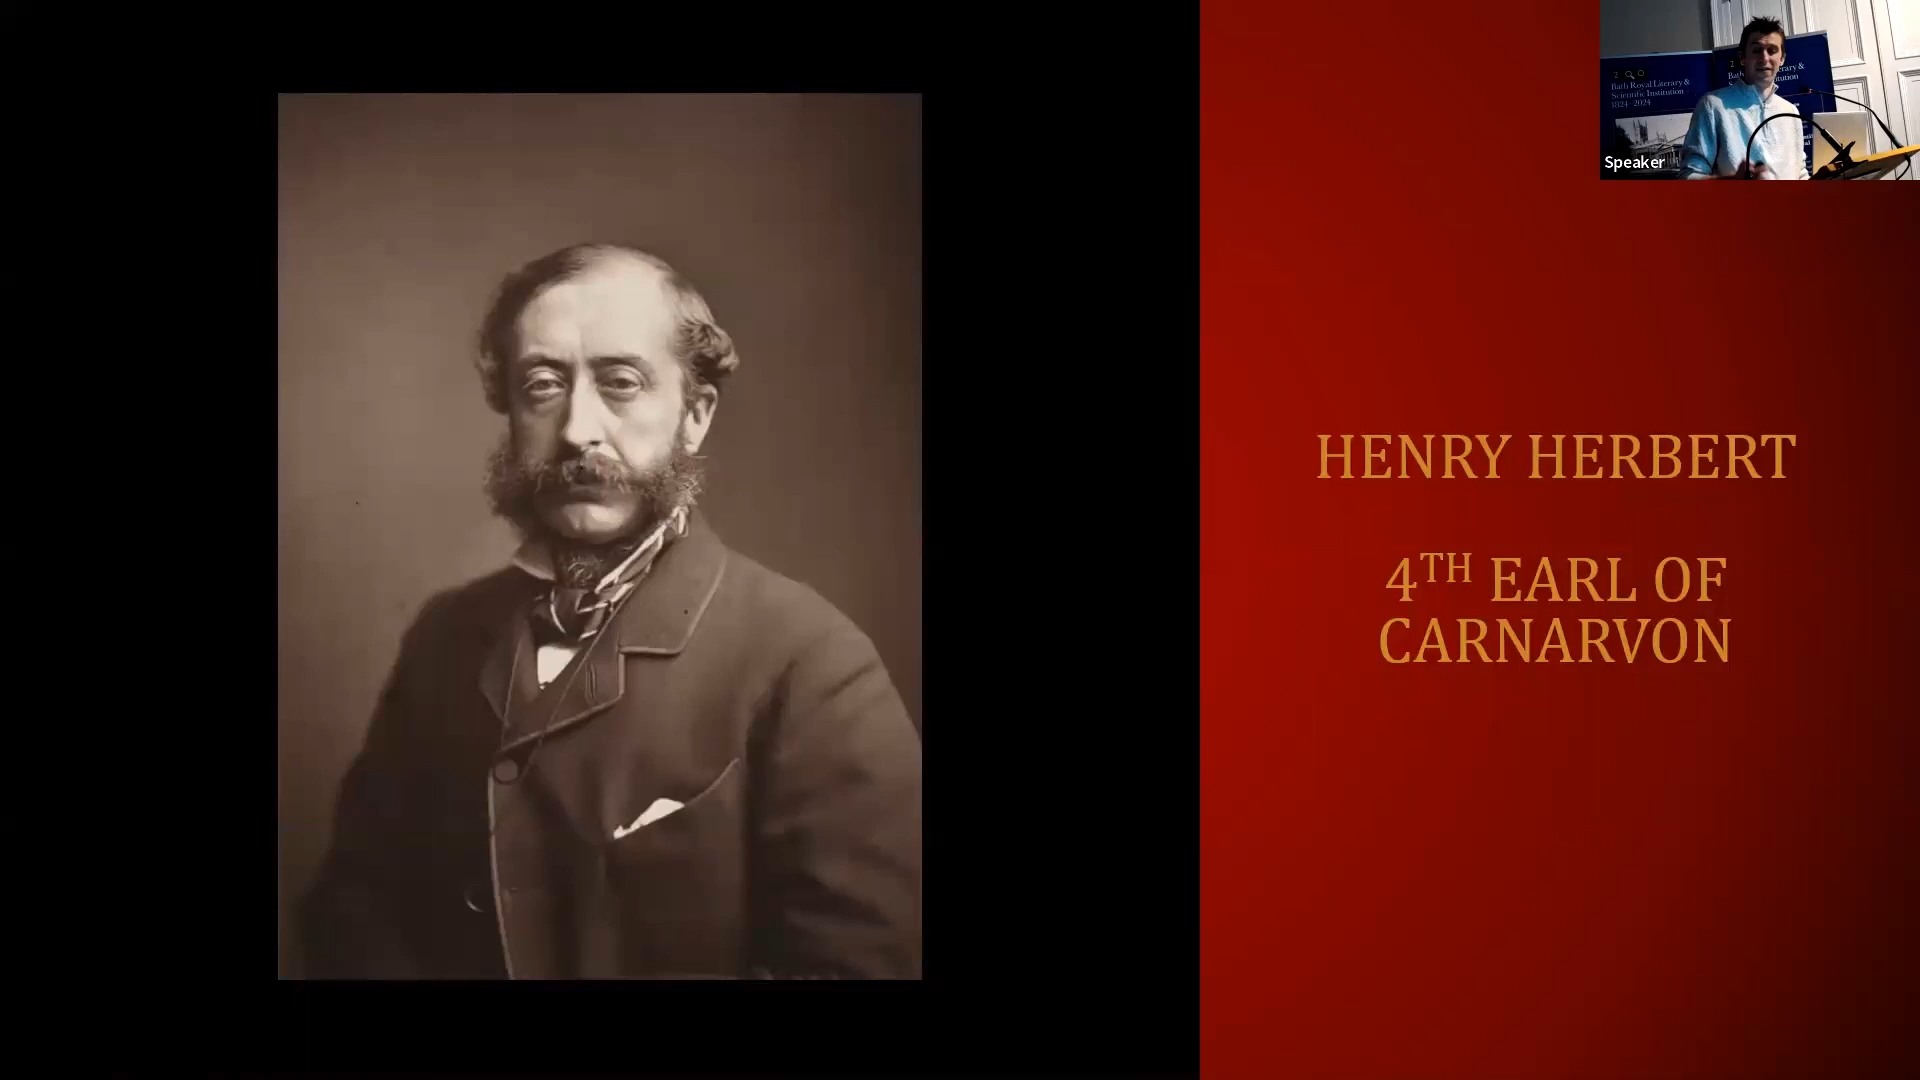 HENRY HERBERT
4TH EARL OF
CARNARVON
Bath Royal Literary &
Scientific Institution
1824-2024
Speaker